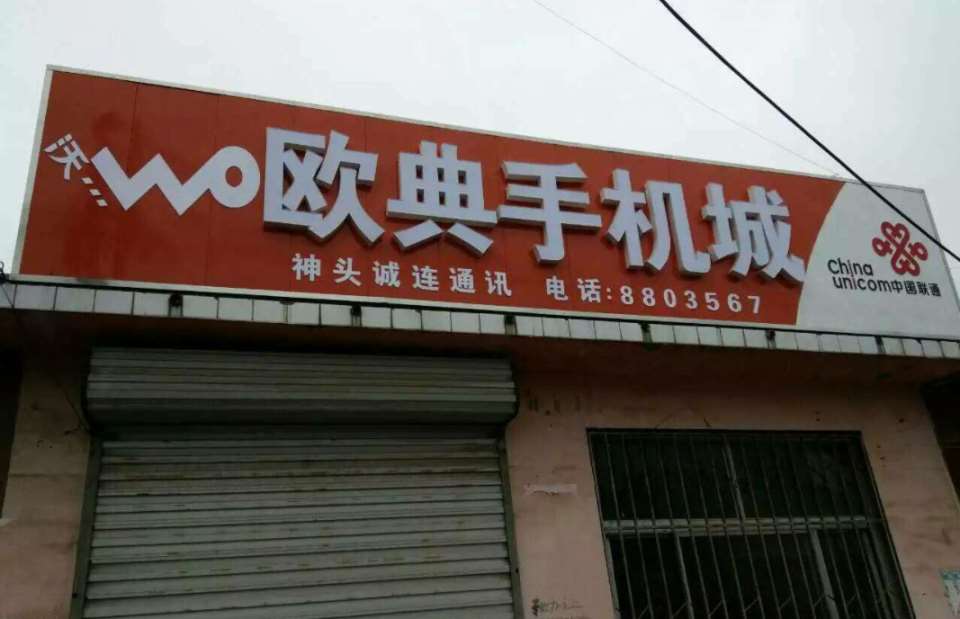 沃...
WO欧典手机城
神头诚连通讯 电话:8803567
China
unicom中国联通